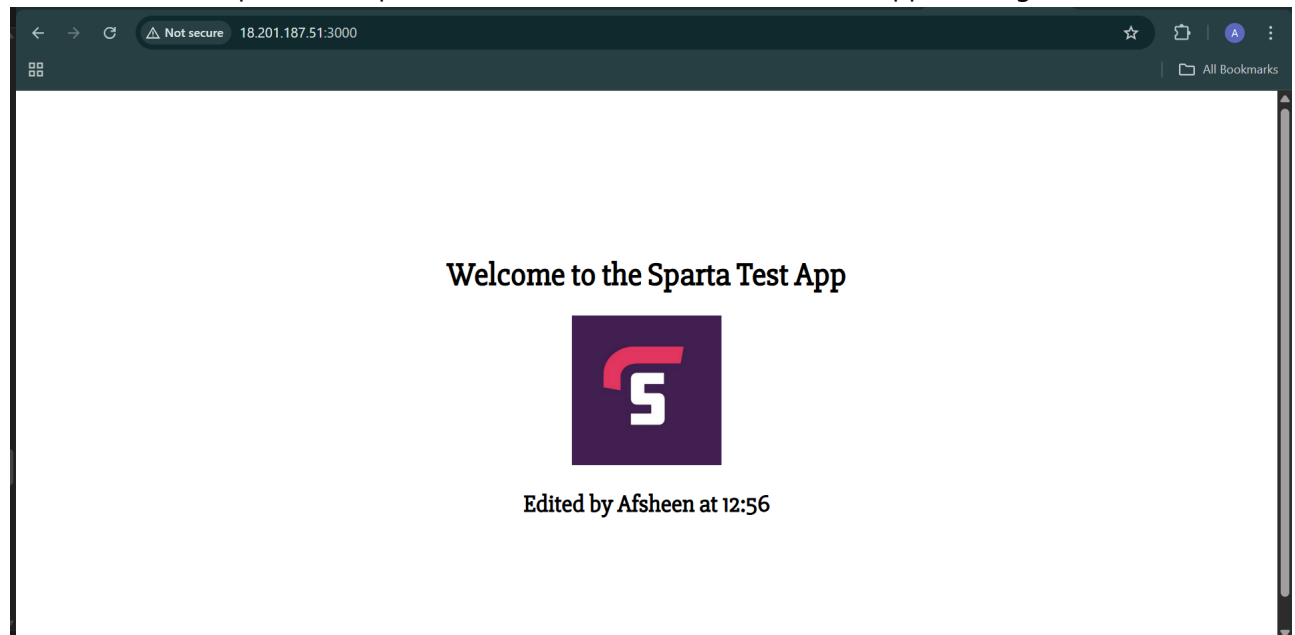 Not secure 18.201.187.51:3000
A
All Bookmarks
Welcome to the Sparta Test App
S
Edited by Afsheen at 12:56